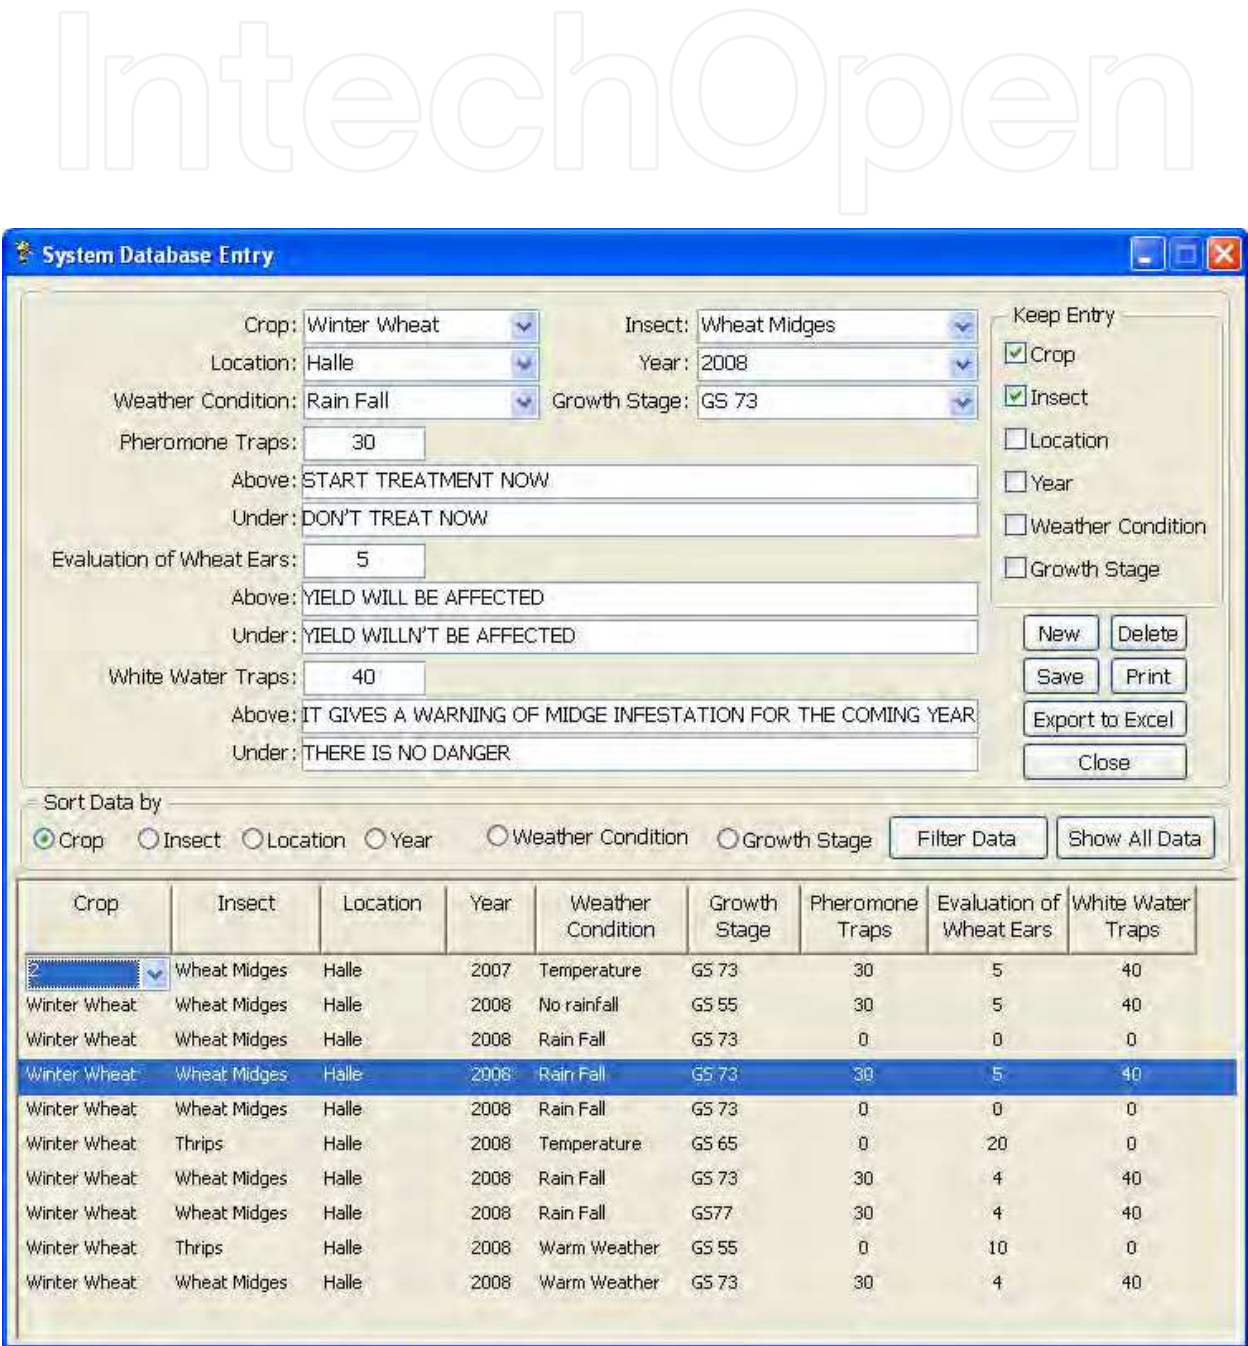 IntechOpen
System Database Entry
Crop: Winter Wheat Insect: Wheat Midges
Location: Halle Year: 2008
Weather Condition: Rain Fall Growth Stage: GS 73
Pheromone Traps: 30
Above: START TREATMENT NOW
Under: DON'T TREAT NOW
Evaluation of Wheat Ears: 5
Above: YIELD WILL BE AFFECTED
Under: YIELD WILLN'T BE AFFECTED
White Water Traps: 40
Above: IT GIVES A WARNING OF MIDGE INFESTATION FOR THE COMING YEAR
Under: THERE IS NO DANGER
Keep Entry
Crop
Insect
Location
Year
Weather Condition
Growth Stage
New Delete
Save Print
Export to Excel
Close
Sort Data by
Crop Insect Location Year Weather Condition Growth Stage Filter Data Show All Data
Crop Insect Location Year Weather Condition Growth Stage Pheromone Traps Evaluation of Wheat Ears White Water Traps
2 Wheat Midges Halle 2007 Temperature GS 73 30 5 40
Winter Wheat Wheat Midges Halle 2008 No rainfall GS 55 30 5 40
Winter Wheat Wheat Midges Halle 2008 Rain Fall GS 73 0 0 0
Winter Wheat Wheat Midges Halle 2008 Rain Fall GS 73 30 5 40
Winter Wheat Wheat Midges Halle 2008 Rain Fall GS 73 0 0 0
Winter Wheat Thrips Halle 2008 Temperature GS 65 0 20 0
Winter Wheat Wheat Midges Halle 2008 Rain Fall GS 73 30 4 40
Winter Wheat Wheat Midges Halle 2008 Rain Fall GS77 30 4 40
Winter Wheat Thrips Halle 2008 Warm Weather GS 55 0 10 0
Winter Wheat Wheat Midges Halle 2008 Warm Weather GS 73 30 4 40